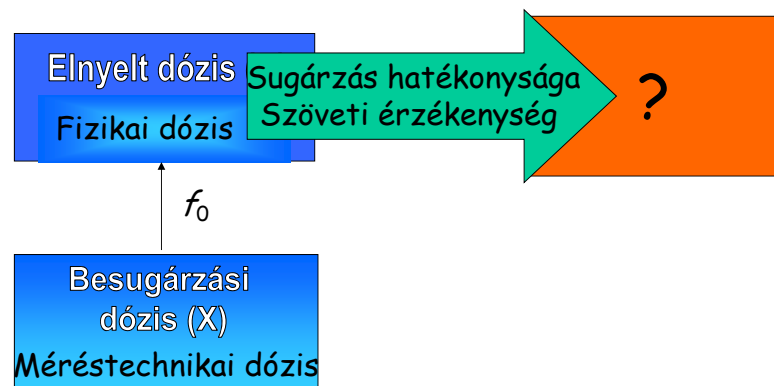 Elnyelt dózis
Fizikai dózis
Sugárzás hatékonysága
Szöveti érzékenység
?
f₀
Besugárzási
dózis (X)
Méréstechnikai dózis